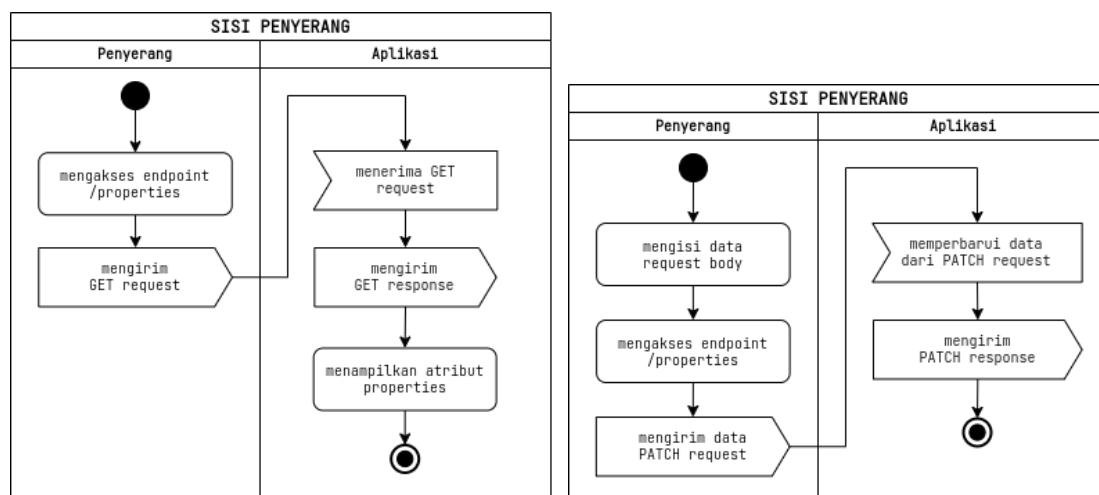 SISI PENYERANG
Penyerang
Aplikasi
mengakses endpoint
/properties
mengirim
GET request
menerima GET
request
mengirim
GET response
menampilkan atribut
properties
SISI PENYERANG
Penyerang
Aplikasi
mengisi data
request body
mengakses endpoint
/properties
mengirim data
PATCH request
memperbarui data
dari PATCH request
mengirim
PATCH response